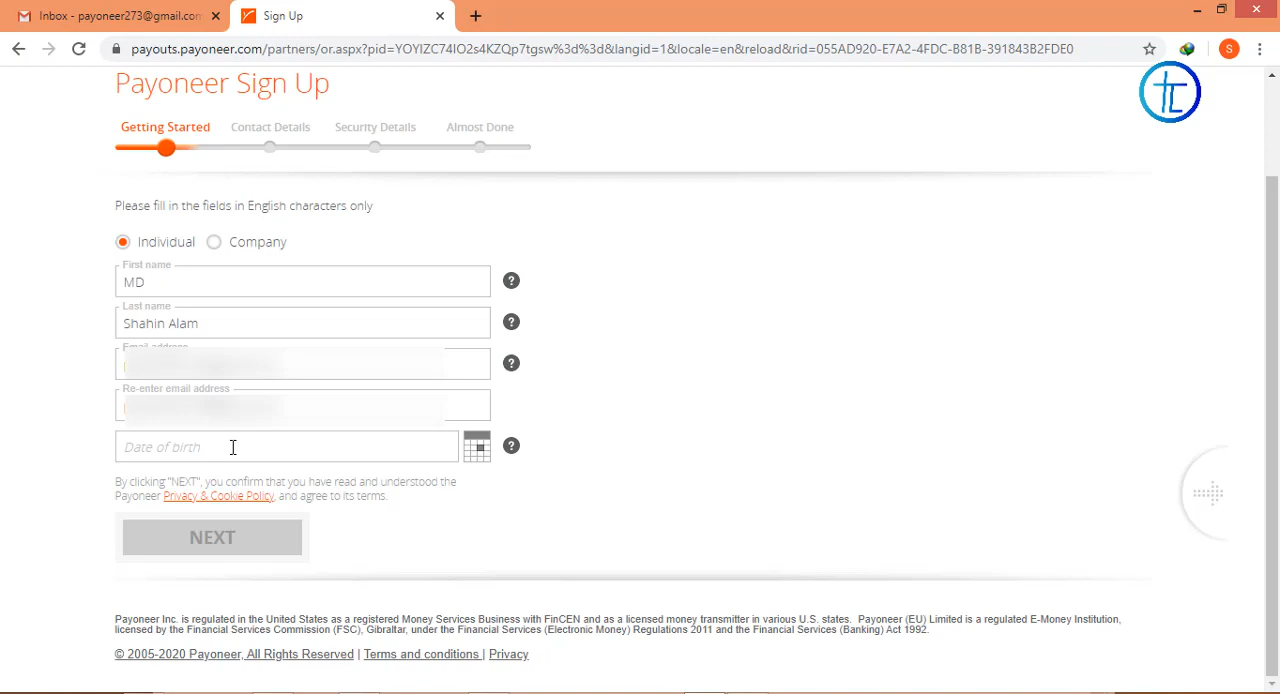 Inbox - payoneer273@gmail.com
Sign Up
payouts.payoneer.com/partners/or.aspx?pid=YOYIZC74IO2s4KZQp7tgsw%3d%3d&langid=1&locale=en&reload&rid=055AD920-E7A2-4FDC-B81B-391843B2FDE0
S
Payoneer Sign Up
Getting Started Contact Details Security Details Almost Done
Please fill in the fields in English characters only
Individual Company
First name
MD
Last name
Shahin Alam
Email address
Re-enter email address
Date of birth
By clicking "NEXT", you confirm that you have read and understood the
Payoneer Privacy & Cookie Policy, and agree to its terms.
NEXT
Payoneer Inc. is regulated in the United States as a registered Money Services Business with FinCEN and as a licensed money transmitter in various U.S. states. Payoneer (EU) Limited is a regulated E-Money Institution,
licensed by the Financial Services Commission (FSC), Gibraltar, under the Financial Services (Electronic Money) Regulations 2011 and the Financial Services (Banking) Act 1992.
© 2005-2020 Payoneer, All Rights Reserved | Terms and conditions | Privacy